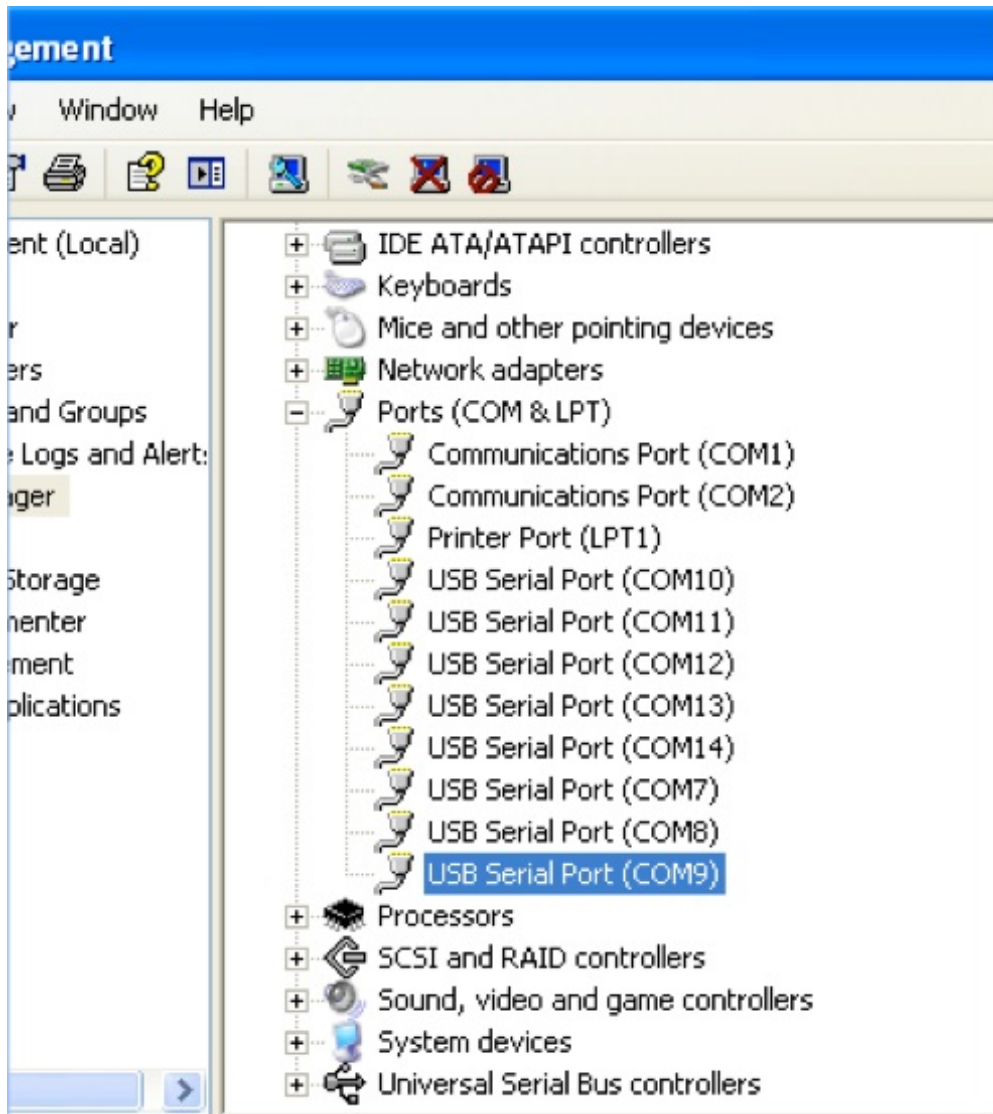 gement
Window Help
ent (Local)
r
ers
and Groups
e Logs and Alert:
ager
Storage
menter
ement
plications
IDE ATA/ATAPI controllers
Keyboards
Mice and other pointing devices
Network adapters
Ports (COM & LPT)
Communications Port (COM1)
Communications Port (COM2)
Printer Port (LPT1)
USB Serial Port (COM10)
USB Serial Port (COM11)
USB Serial Port (COM12)
USB Serial Port (COM13)
USB Serial Port (COM14)
USB Serial Port (COM7)
USB Serial Port (COM8)
USB Serial Port (COM9)
Processors
SCSI and RAID controllers
Sound, video and game controllers
System devices
Universal Serial Bus controllers